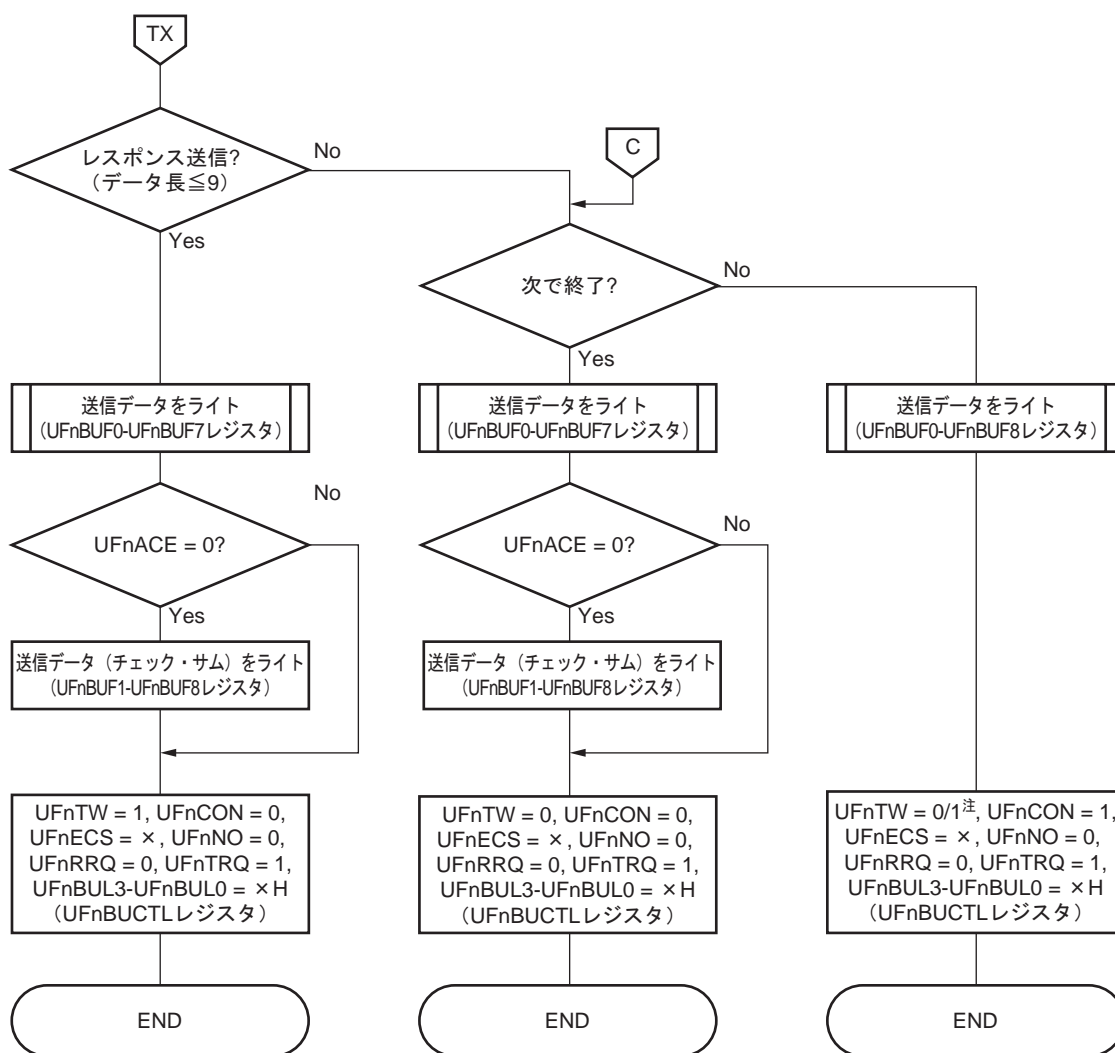 TX
レスポンス送信?
（データ長≦9）
No
Yes
C
次で終了?
No
Yes
送信データをライト
（UFnBUF0-UFnBUF7レジスタ）
送信データをライト
（UFnBUF0-UFnBUF7レジスタ）
送信データをライト
（UFnBUF0-UFnBUF8レジスタ）
UFnACE = 0?
No
Yes
UFnACE = 0?
No
Yes
送信データ（チェック・サム）をライト
（UFnBUF1-UFnBUF8レジスタ）
送信データ（チェック・サム）をライト
（UFnBUF1-UFnBUF8レジスタ）
UFnTW = 1, UFnCON = 0,
UFnECS = ×, UFnNO = 0,
UFnRRQ = 0, UFnTRQ = 1,
UFnBUL3-UFnBUL0 = ×H
（UFnBUCTLレジスタ）
UFnTW = 0, UFnCON = 0,
UFnECS = ×, UFnNO = 0,
UFnRRQ = 0, UFnTRQ = 1,
UFnBUL3-UFnBUL0 = ×H
（UFnBUCTLレジスタ）
UFnTW = 0/1注, UFnCON = 1,
UFnECS = ×, UFnNO = 0,
UFnRRQ = 0, UFnTRQ = 1,
UFnBUL3-UFnBUL0 = ×H
（UFnBUCTLレジスタ）
END
END
END